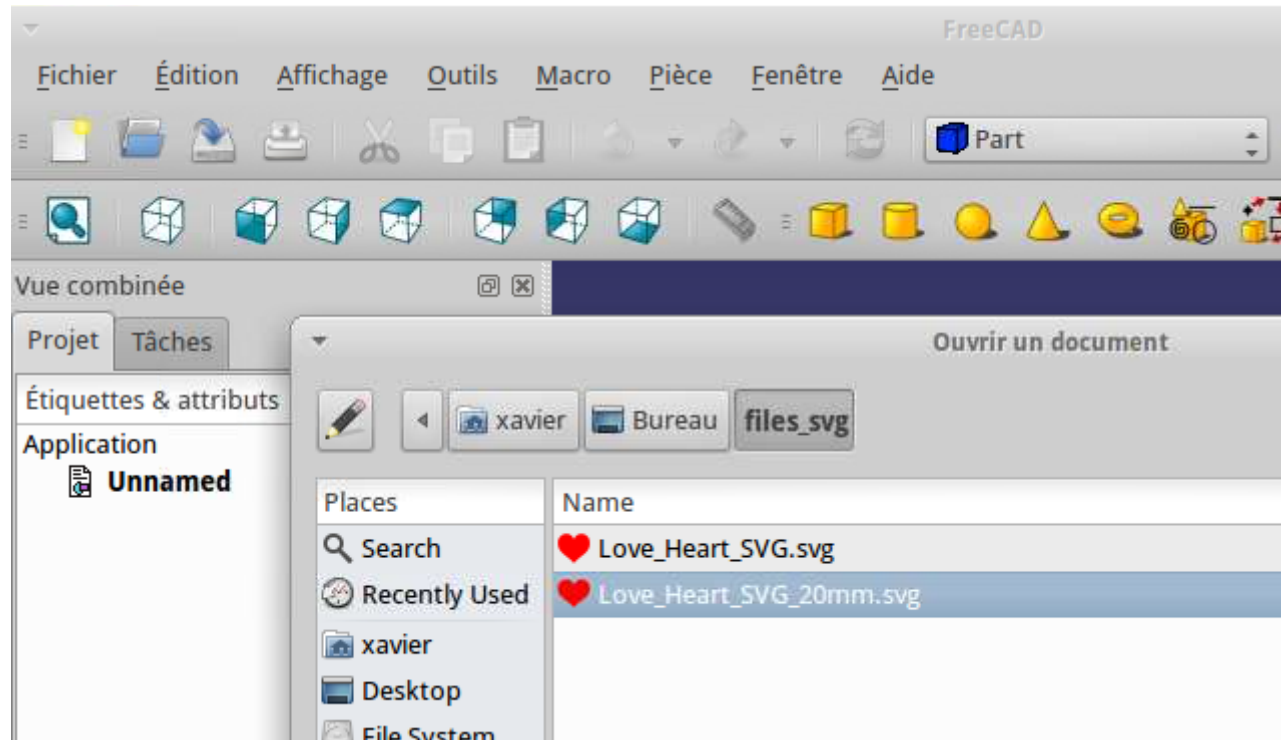 FreeCAD
Fichier Édition Affichage Outils Macro Pièce Fenêtre Aide
Part
Vue combinée
Projet Tâches
Ouvrir un document
Étiquettes & attributs
xavier Bureau files_svg
Application
Unnamed
Places Name
Search Love_Heart_SVG.svg
Recently Used Love_Heart_SVG_20mm.svg
xavier
Desktop
File System